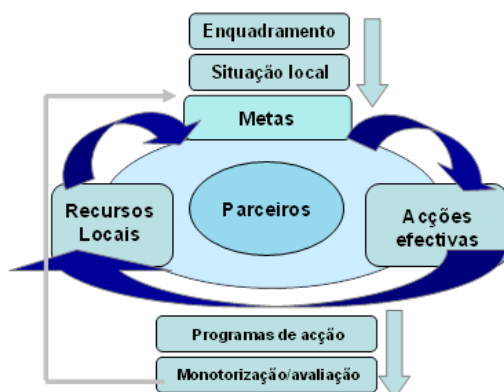 Enquadramento
Situação local
Metas
Recursos
Locais
Parceiros
Acções
efectivas
Programas de acção
Monotorização/avaliação